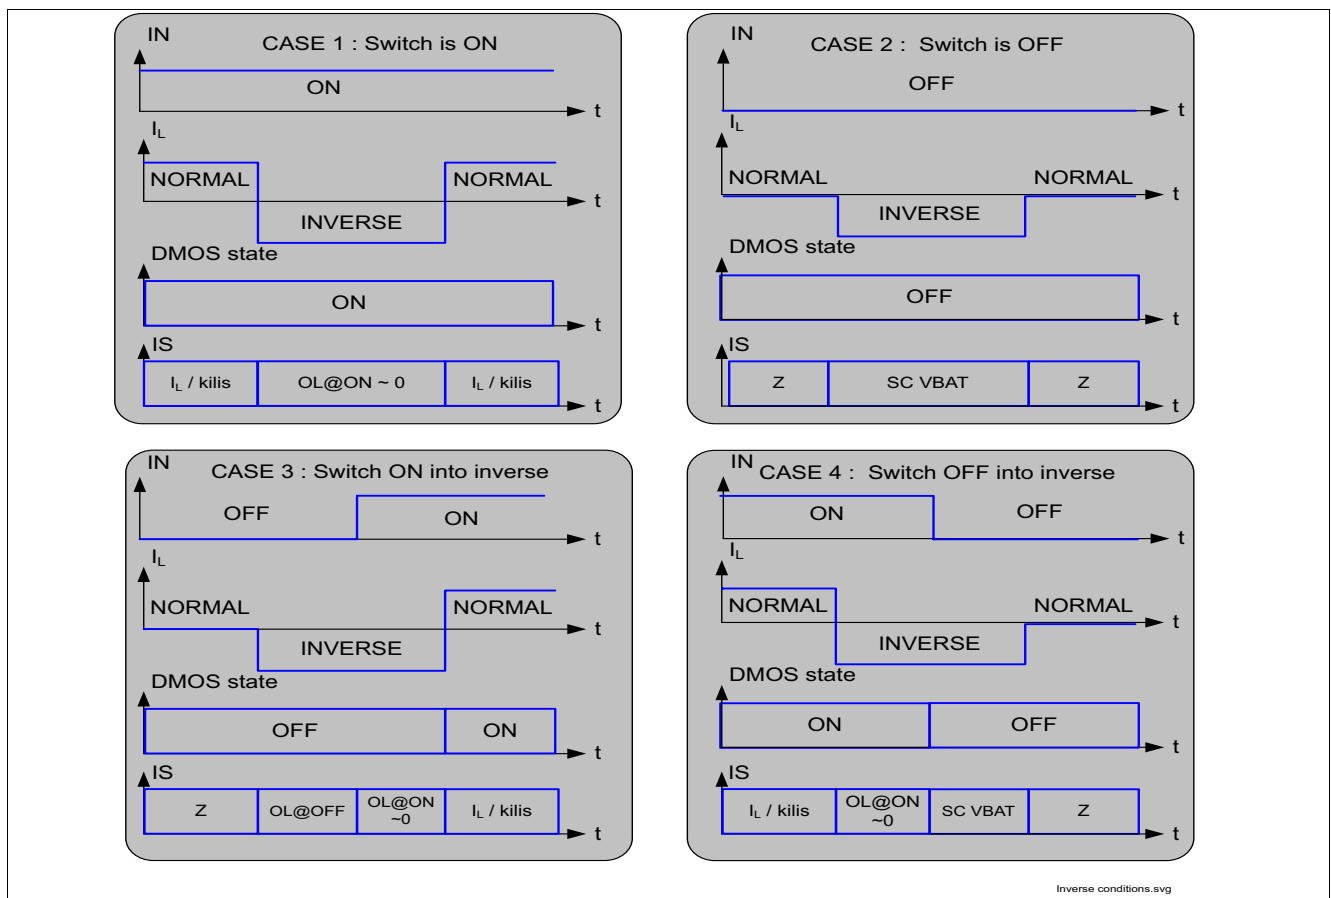 IN
CASE 1 : Switch is ON
ON
t
IL
NORMAL
NORMAL
t
INVERSE
DMOS state
ON
t
IS
IL / kilis
OL@ON ~ 0
IL / kilis
t
IN
CASE 2 : Switch is OFF
OFF
t
IL
NORMAL
NORMAL
t
INVERSE
DMOS state
OFF
t
IS
Z
SC VBAT
Z
t
IN
CASE 3 : Switch ON into inverse
OFF
ON
t
IL
NORMAL
NORMAL
t
INVERSE
DMOS state
OFF
ON
t
IS
Z
OL@OFF
OL@ON
~0
IL / kilis
t
IN
CASE 4 : Switch OFF into inverse
ON
OFF
t
IL
NORMAL
NORMAL
t
INVERSE
DMOS state
ON
OFF
t
IS
IL / kilis
OL@ON
~0
SC VBAT
Z
t
Inverse conditions.svg